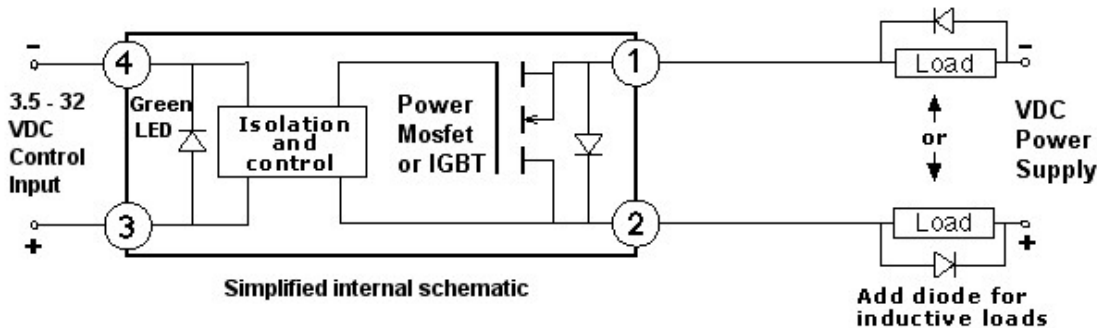 -
4
3.5 - 32
VDC
Control
Input
+
3
Green
LED
Isolation
and
control
Power
Mosfet
or IGBT
1
2
Load
-
or
VDC
Power
Supply
Load
+
Simplified internal schematic
Add diode for
inductive loads